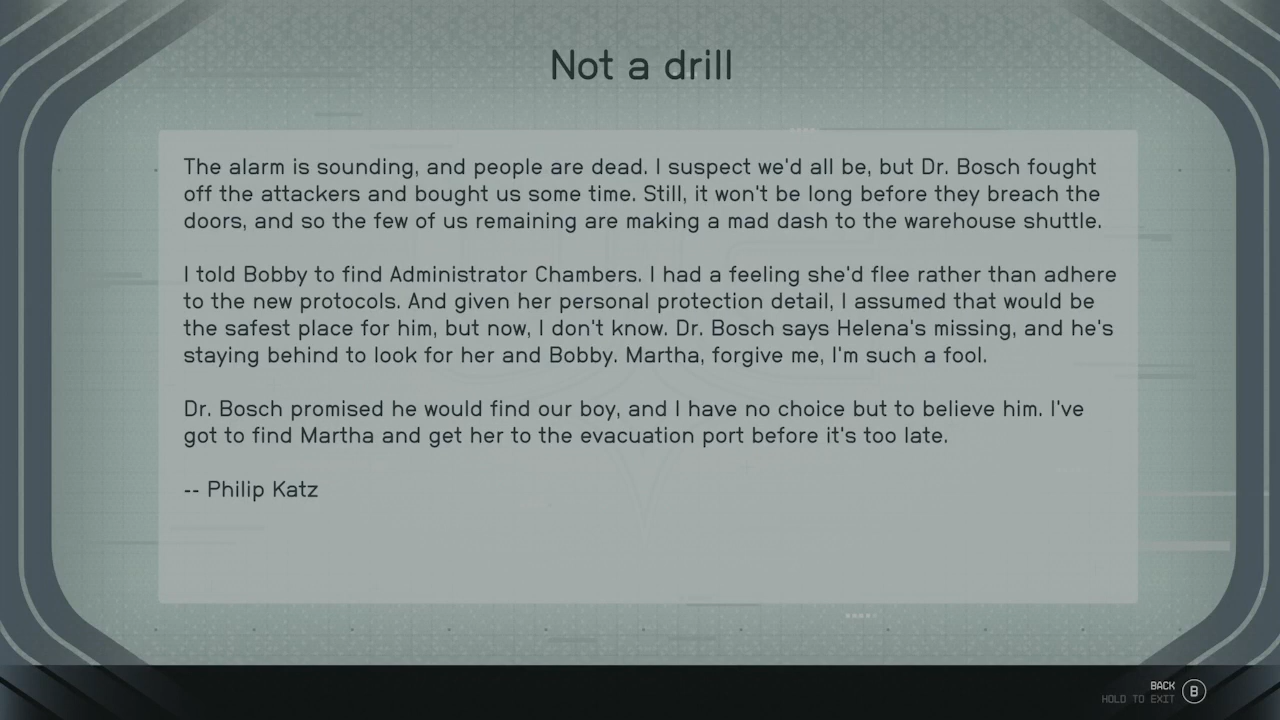 Not a drill
The alarm is sounding, and people are dead. I suspect we'd all be, but Dr. Bosch fought
off the attackers and bought us some time. Still, it won't be long before they breach the
doors, and so the few of us remaining are making a mad dash to the warehouse shuttle.
I told Bobby to find Administrator Chambers. I had a feeling she'd flee rather than adhere
to the new protocols. And given her personal protection detail, I assumed that would be
the safest place for him, but now, I don't know. Dr. Bosch says Helena's missing, and he's
staying behind to look for her and Bobby. Martha, forgive me, I'm such a fool.
Dr. Bosch promised he would find our boy, and I have no choice but to believe him. I've
got to find Martha and get her to the evacuation port before it's too late.
-- Philip Katz
BACK
HOLD TO EXIT
B